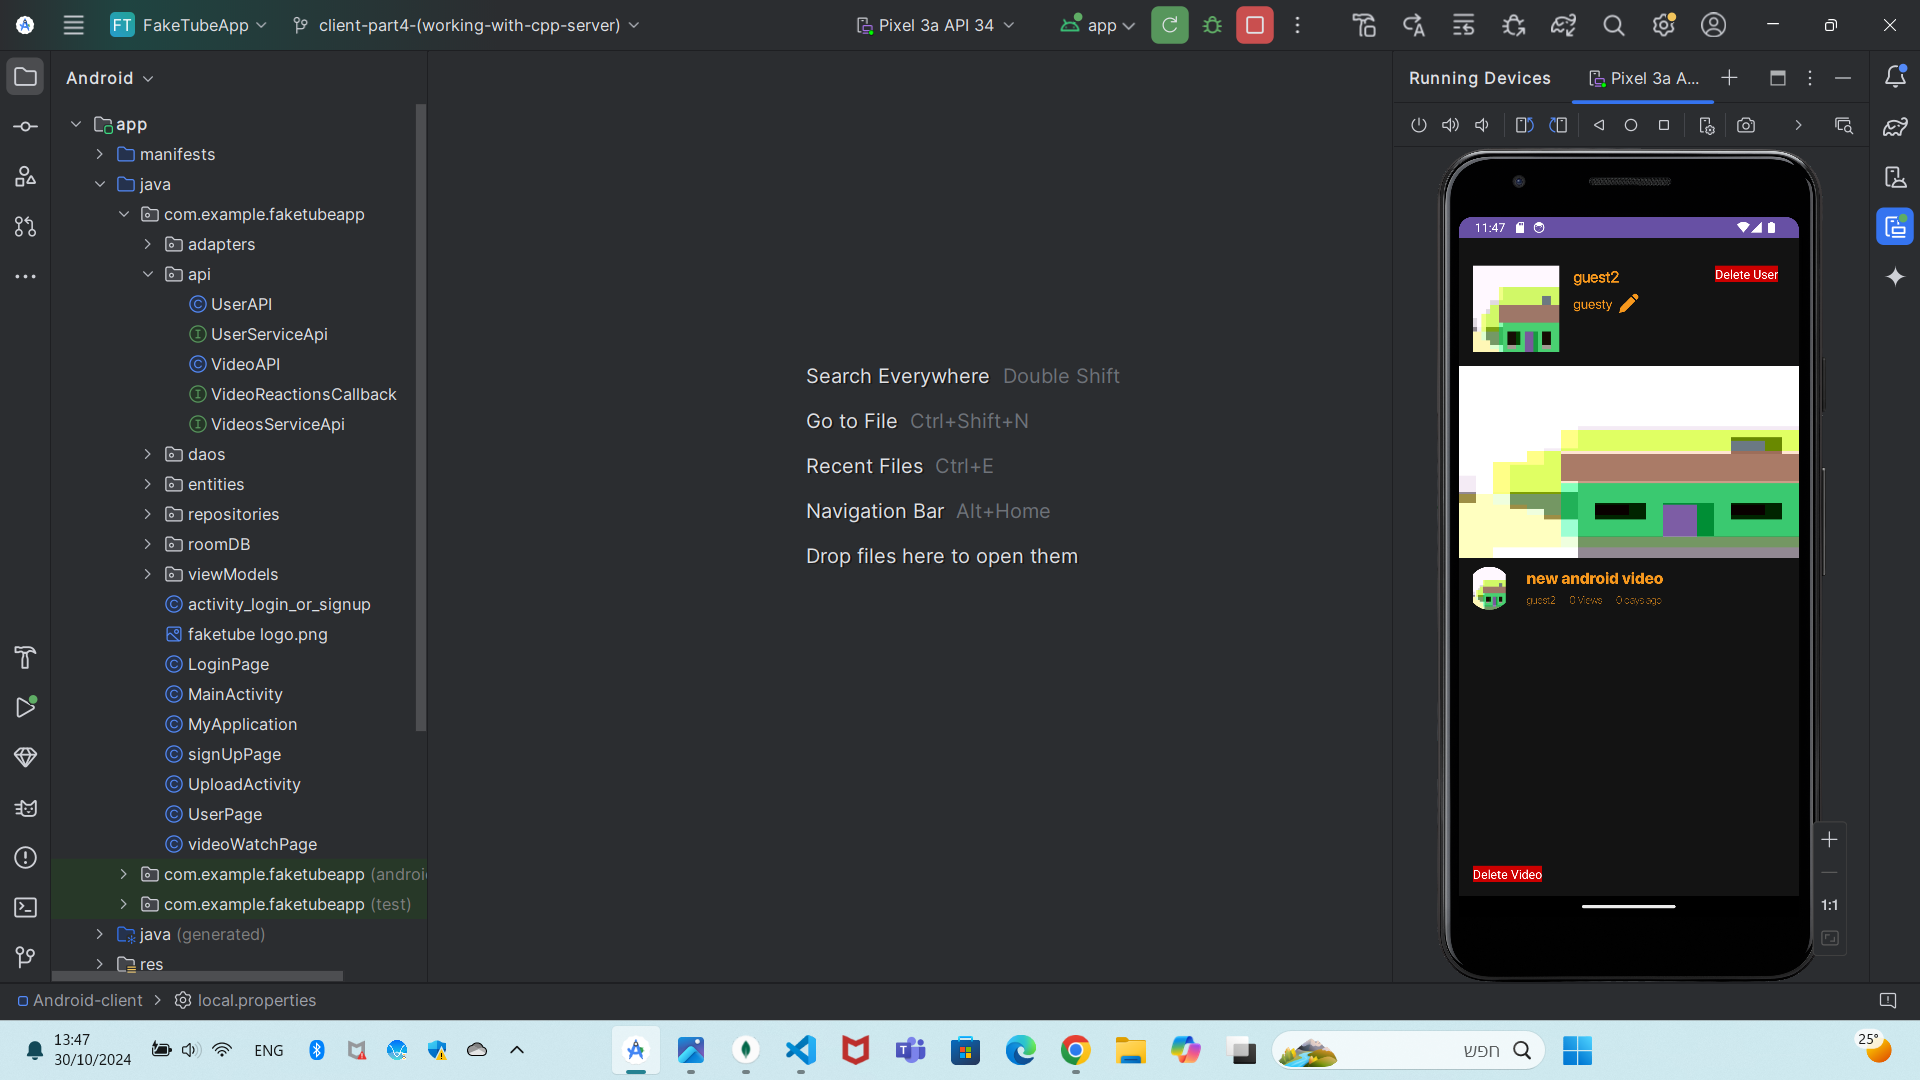 FT FakeTubeApp client-part4-(working-with-cpp-server) Pixel 3a API 34 app
Android
app
manifests
java
com.example.faketubeapp
adapters
api
UserAPI
UserServiceApi
VideoAPI
VideoReactionsCallback
VideosServiceApi
daos
entities
repositories
roomDB
viewModels
activity_login_or_signup
faketube logo.png
LoginPage
MainActivity
MyApplication
signUpPage
UploadActivity
UserPage
videoWatchPage
com.example.faketubeapp (androi
com.example.faketubeapp (test)
java (generated)
res
Search Everywhere Double Shift
Go to File Ctrl+Shift+N
Recent Files Ctrl+E
Navigation Bar Alt+Home
Drop files here to open them
Running Devices Pixel 3a A...
11:47
guest2
Delete User
guesty
new android video
guest2 0 Views 0 days ago
Delete Video
1:1
Android-client local.properties
13:47
30/10/2024
ENG
חפש
25°